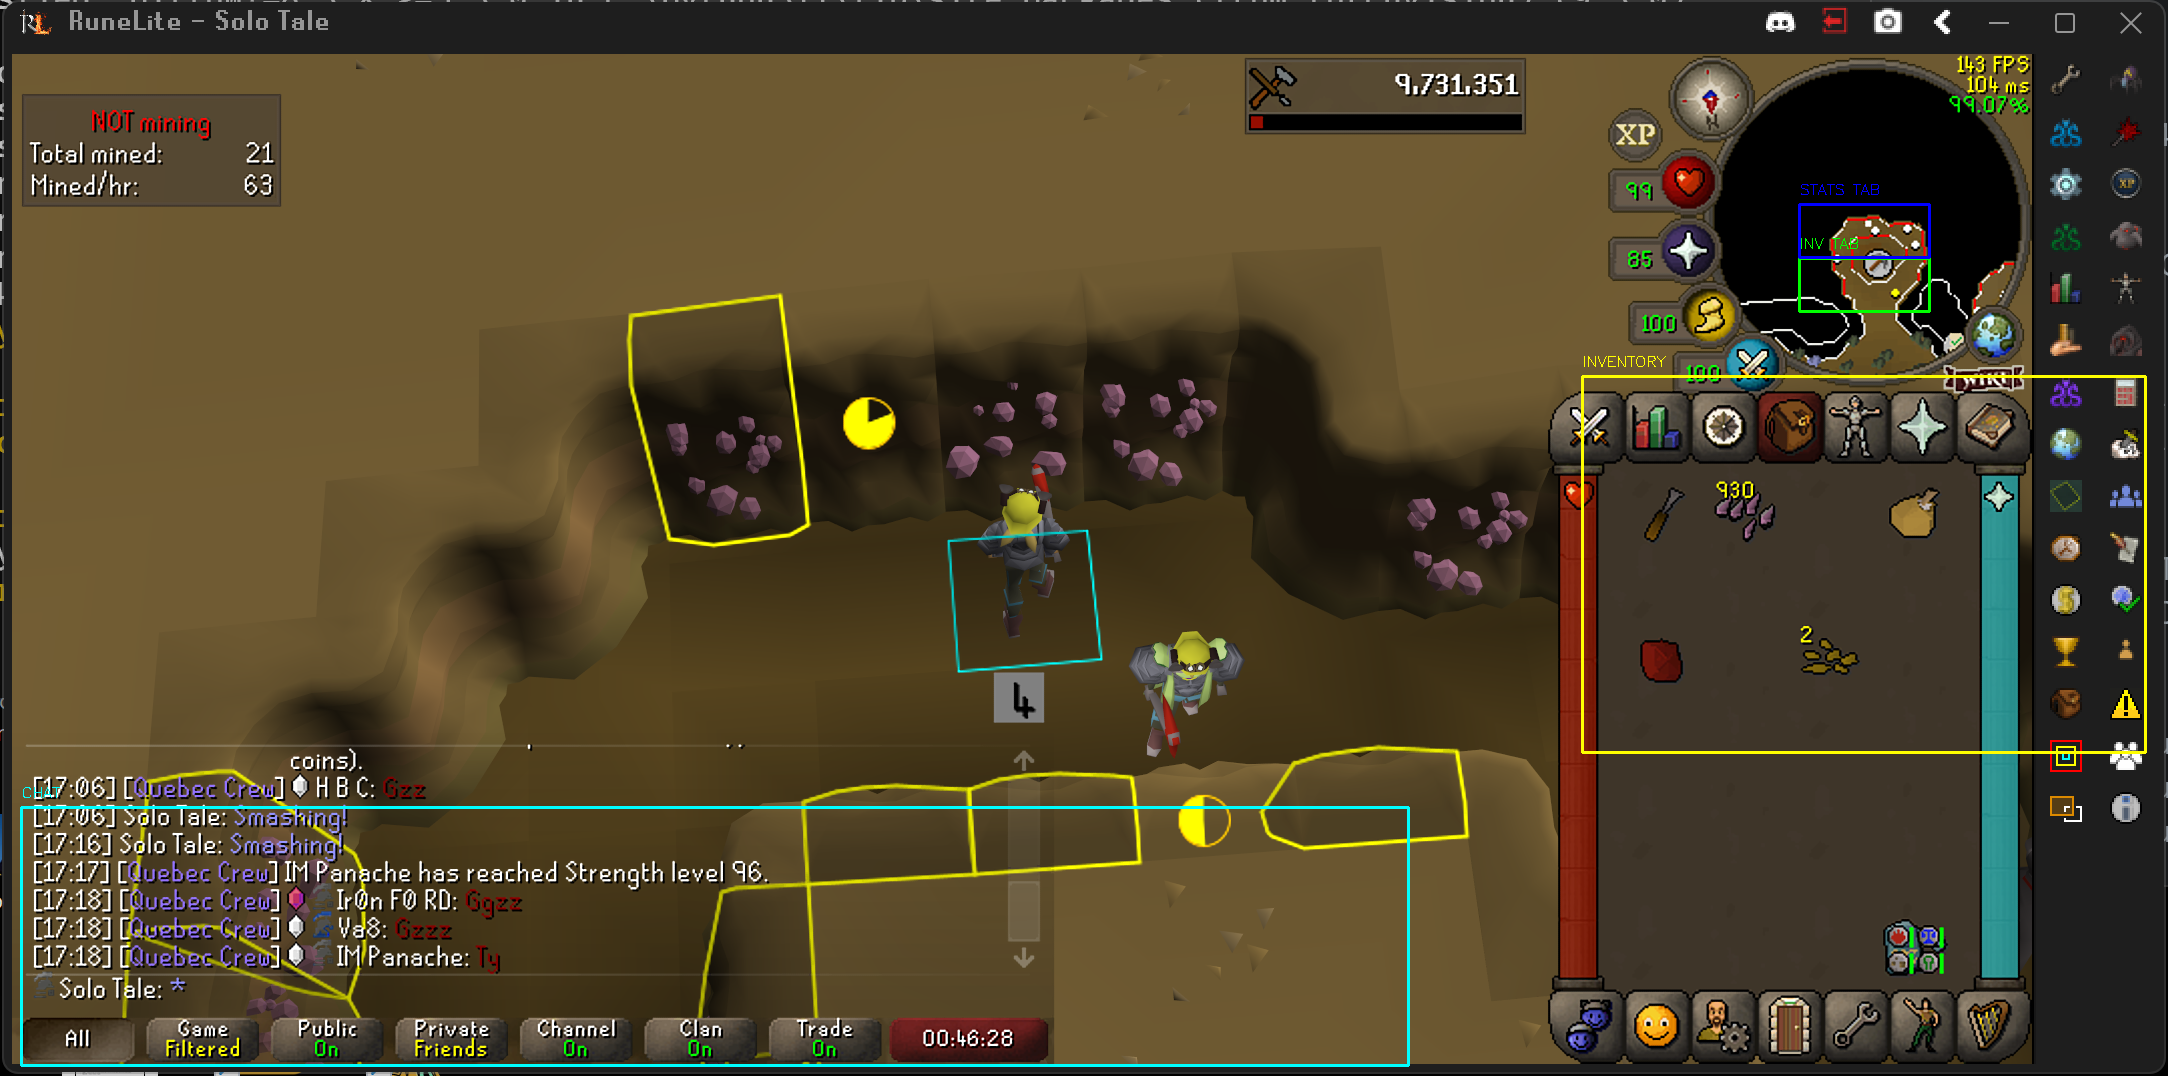 RuneLite - Solo Tale
NOT mining
Total mined: 21
Mined/hr: 63
9,731,351
143 FPS
104 ms
99.07%
XP
99
85
100
100
STATS TAB
INV TAB
INVENTORY
930
2
4
coins).
[17:06] [Quebec Crew] H B C: Gzz
CHAT
[17:06] Solo Tale: Smashing!
[17:16] Solo Tale: Smashing!
[17:17] [Quebec Crew] IM Panache has reached Strength level 96.
[17:18] [Quebec Crew] Ir0n F0 RD: Ggzz
[17:18] [Quebec Crew] Va8: Gzzz
[17:18] [Quebec Crew] IM Panache: Ty
Solo Tale: *
All
Game
Filtered
Public
On
Private
Friends
Channel
On
Clan
On
Trade
On
00:46:28